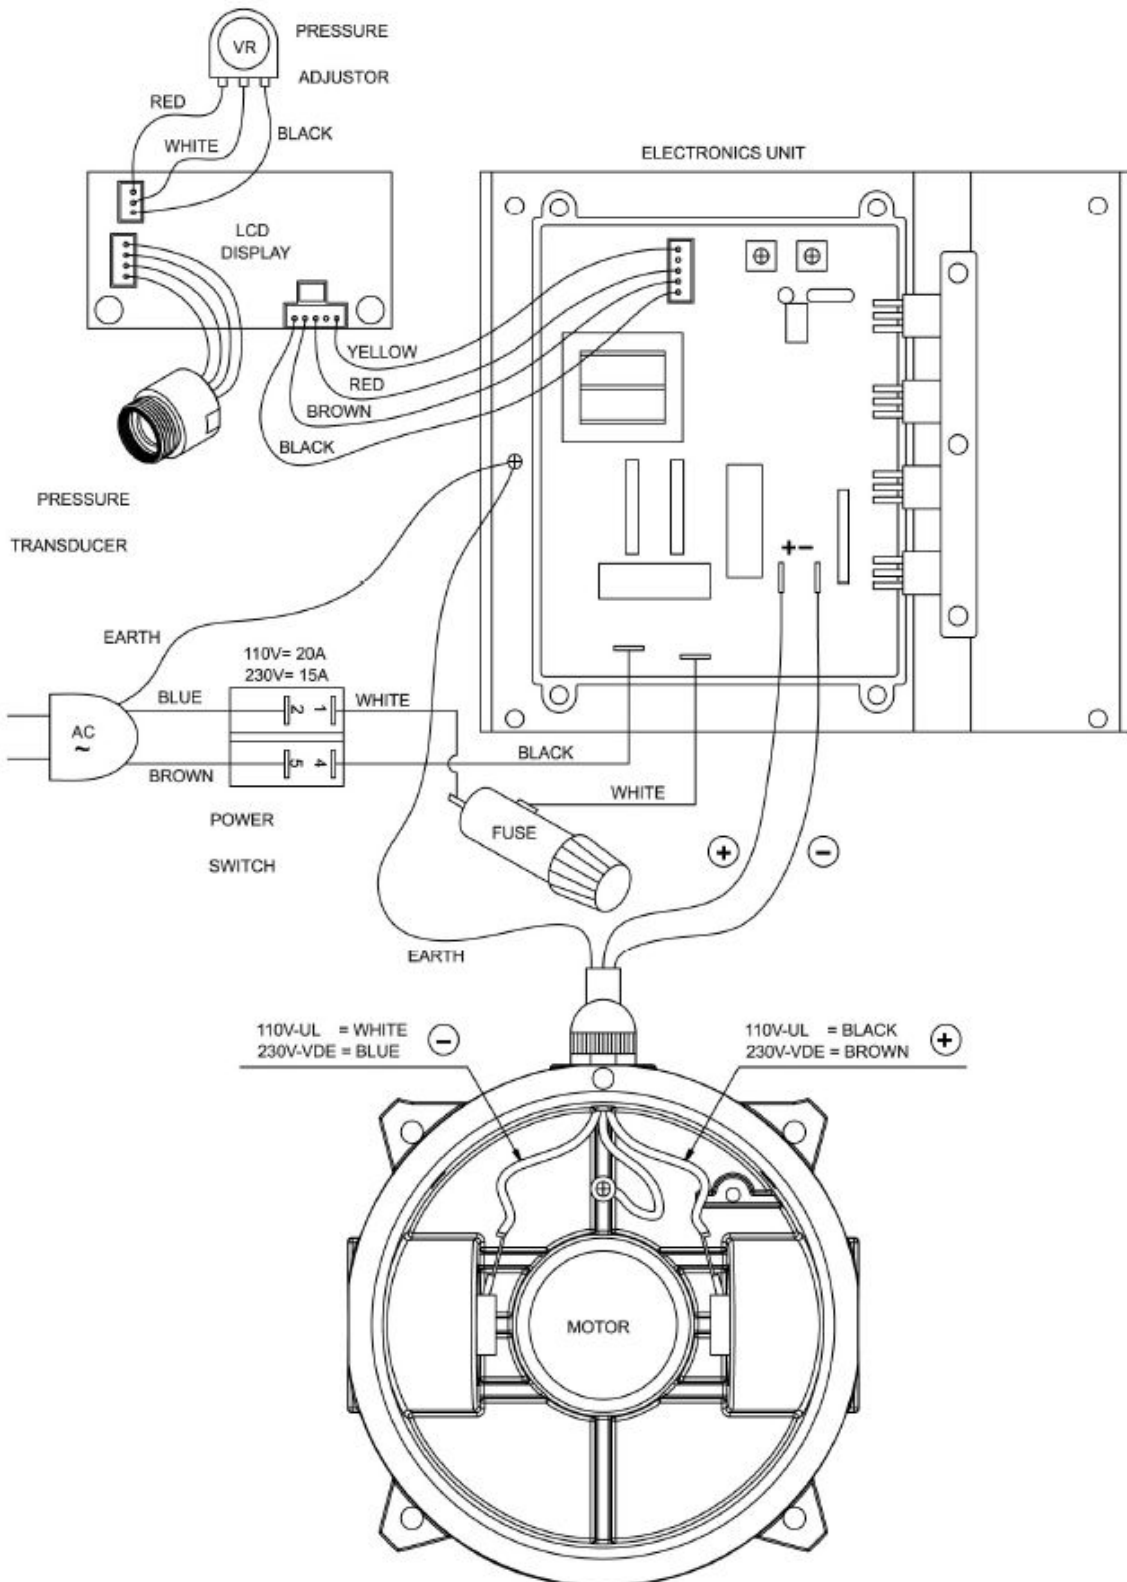 VR
PRESSURE
ADJUSTOR
RED
WHITE
BLACK
ELECTRONICS UNIT
LCD
DISPLAY
YELLOW
RED
BROWN
BLACK
PRESSURE
TRANSDUCER
+-
EARTH
110V= 20A
230V= 15A
BLUE
2 1
WHITE
AC
~
BROWN
5 4
BLACK
WHITE
POWER
SWITCH
FUSE
+ -
EARTH
110V-UL = WHITE
230V-VDE = BLUE
-
110V-UL = BLACK
230V-VDE = BROWN
+
MOTOR